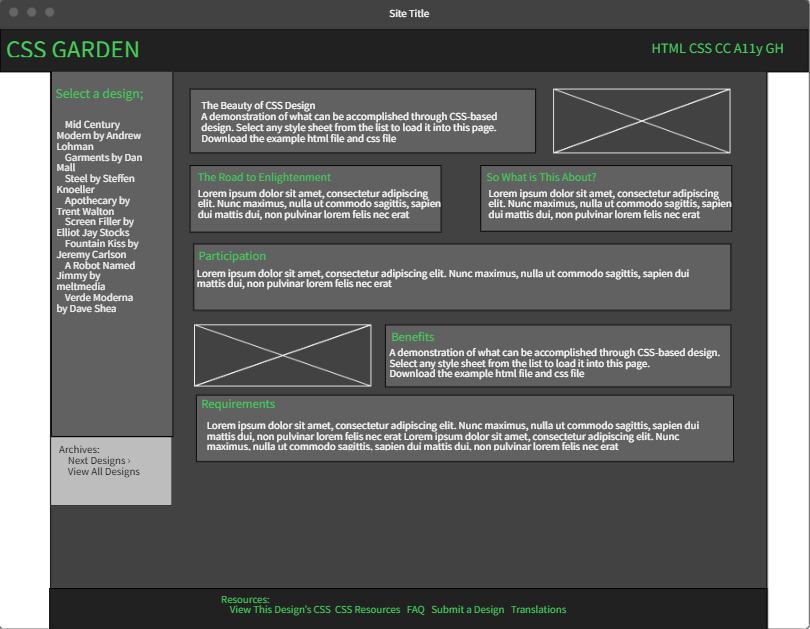 Site Title
CSS GARDEN
HTML CSS CC A11y GH
Select a design;
Mid Century
Modern by Andrew
Lohman
Garments by Dan
Mall
Steel by Steffen
Knoeller
Apothecary by
Trent Walton
Screen Filler by
Elliot Jay Stocks
Fountain Kiss by
Jeremy Carlson
A Robot Named
Jimmy by
meltmedia
Verde Moderna
by Dave Shea
Archives:
Next Designs ›
View All Designs
The Beauty of CSS Design
A demonstration of what can be accomplished through CSS-based
design. Select any style sheet from the list to load it into this page.
Download the example html file and css file
The Road to Enlightenment
Lorem ipsum dolor sit amet, consectetur adipiscing
elit. Nunc maximus, nulla ut commodo sagittis, sapien
dui mattis dui, non pulvinar lorem felis nec erat
So What is This About?
Lorem ipsum dolor sit amet, consectetur adipiscing
elit. Nunc maximus, nulla ut commodo sagittis, sapien
dui mattis dui, non pulvinar lorem felis nec erat
Participation
Lorem ipsum dolor sit amet, consectetur adipiscing elit. Nunc maximus, nulla ut commodo sagittis, sapien dui
mattis dui, non pulvinar lorem felis nec erat
Benefits
A demonstration of what can be accomplished through CSS-based design.
Select any style sheet from the list to load it into this page.
Download the example html file and css file
Requirements
Lorem ipsum dolor sit amet, consectetur adipiscing elit. Nunc maximus, nulla ut commodo sagittis, sapien dui
mattis dui, non pulvinar lorem felis nec erat Lorem ipsum dolor sit amet, consectetur adipiscing elit. Nunc
maximus, nulla ut commodo sagittis, sapien dui mattis dui, non pulvinar lorem felis nec erat
Resources:
View This Design's CSS CSS Resources FAQ Submit a Design Translations